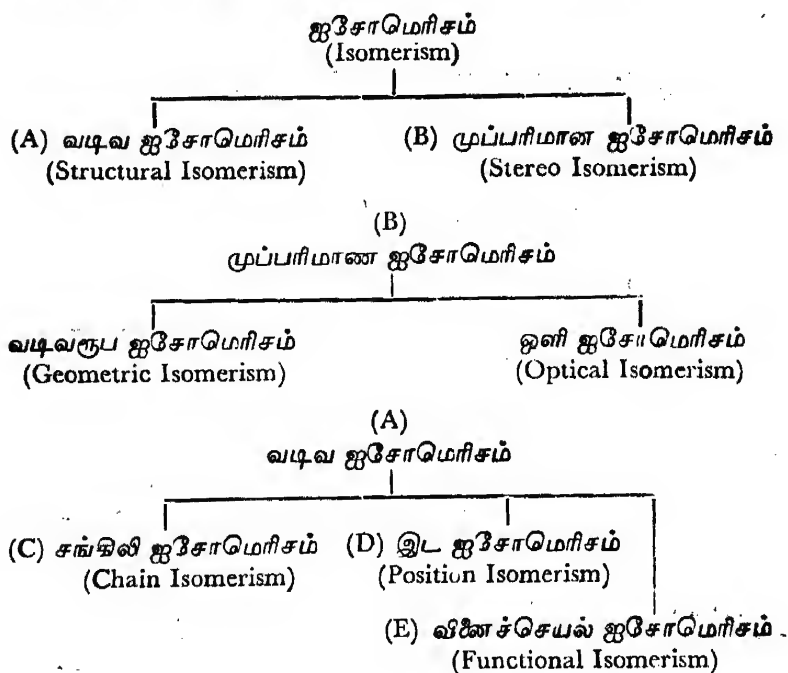 ஐசோமெரிசம்
(Isomerism)
(A) வடிவ ஐசோமெரிசம் (B) முப்பரிமான ஐசோமெரிசம்
(Structural Isomerism) (Stereo Isomerism)
(B)
முப்பரிமாண ஐசோமெரிசம்
வடிவரூப ஐசோமெரிசம் ஒளி ஐசோமெரிசம்
(Geometric Isomerism) (Optical Isomerism)
(A)
வடிவ ஐசோமெரிசம்
(C) சங்கிலி ஐசோமெரிசம் (D) இட ஐசோமெரிசம்
(Chain Isomerism) (Position Isomerism)
(E) வினைச்செயல் ஐசோமெரிசம்
(Functional Isomerism)